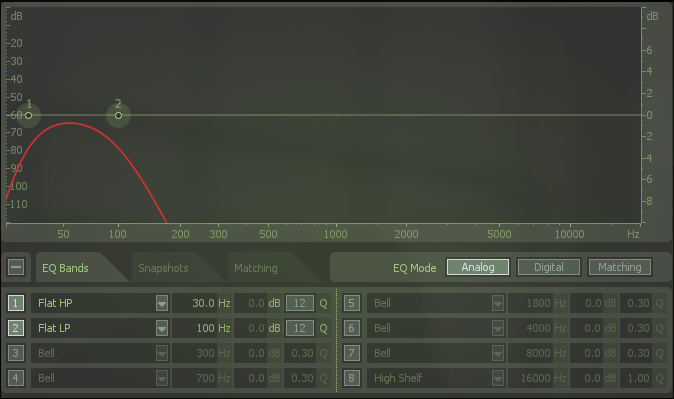 dB dB
-20 6
-30 4
-40 2
-50
1 2
-60 0
-70 2
-80 4
-90 6
-100 8
-110
50 100 200 300 500 1000 2000 5000 10000 Hz
EQ Bands Snapshots Matching EQ Mode Analog Digital Matching
1 Flat HP 30.0 Hz 0.0 dB 12 Q 5 Bell 1800 Hz 0.0 dB 0.30 Q
2 Flat LP 100 Hz 0.0 dB 12 Q 6 Bell 4000 Hz 0.0 dB 0.30 Q
3 Bell 300 Hz 0.0 dB 0.30 Q 7 Bell 8000 Hz 0.0 dB 0.30 Q
4 Bell 700 Hz 0.0 dB 0.30 Q 8 High Shelf 16000 Hz 0.0 dB 1.00 Q